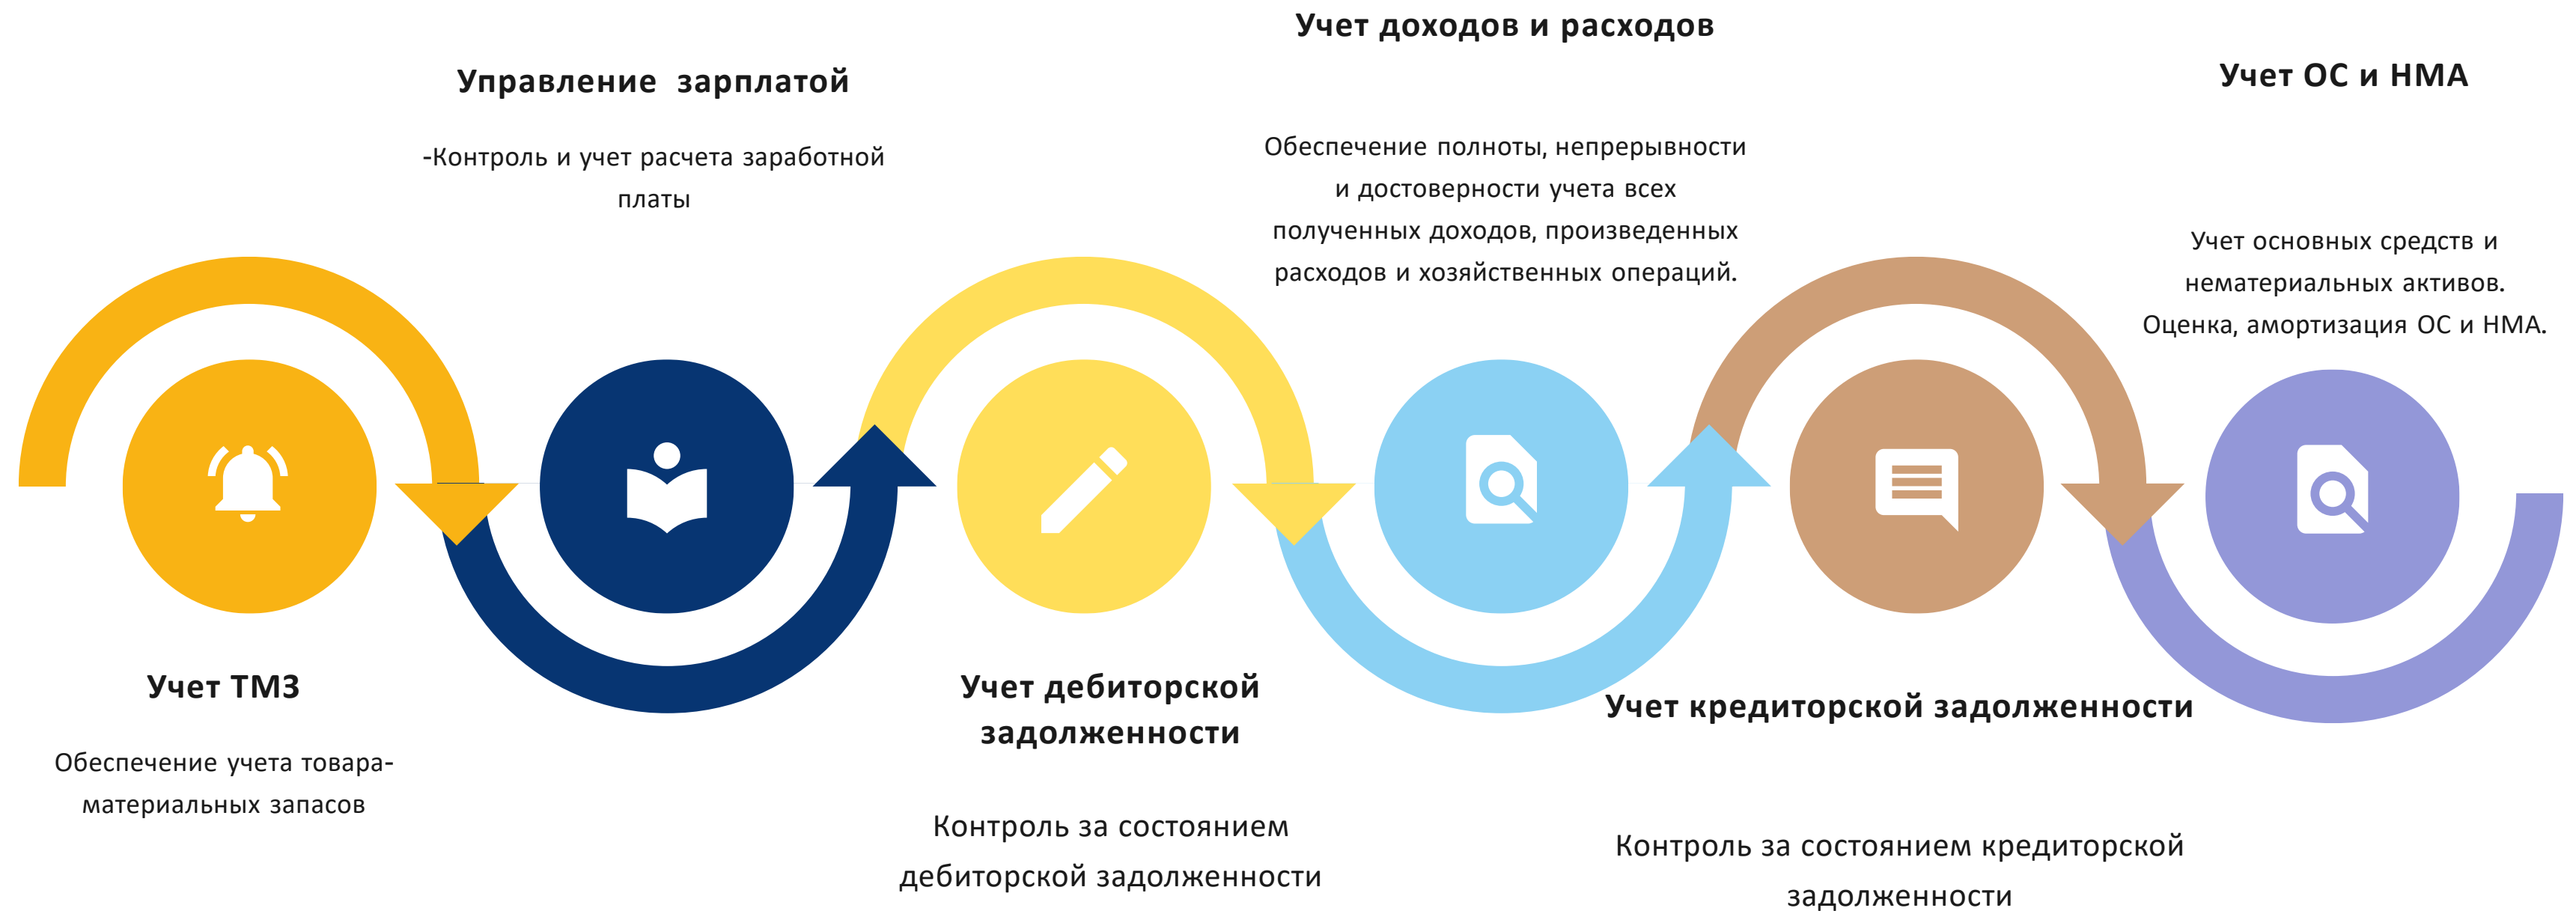 Учет ТМЗ
Обеспечение учета товара-
материальных запасов
Управление зарплатой
-Контроль и учет расчета заработной
платы
Учет дебиторской
задолженности
Контроль за состоянием
дебиторской задолженности
Учет доходов и расходов
Обеспечение полноты, непрерывности
и достоверности учета всех
полученных доходов, произведенных
расходов и хозяйственных операций.
Учет кредиторской задолженности
Контроль за состоянием кредиторской
задолженности
Учет ОС и НМА
Учет основных средств и
нематериальных активов.
Оценка, амортизация ОС и НМА.